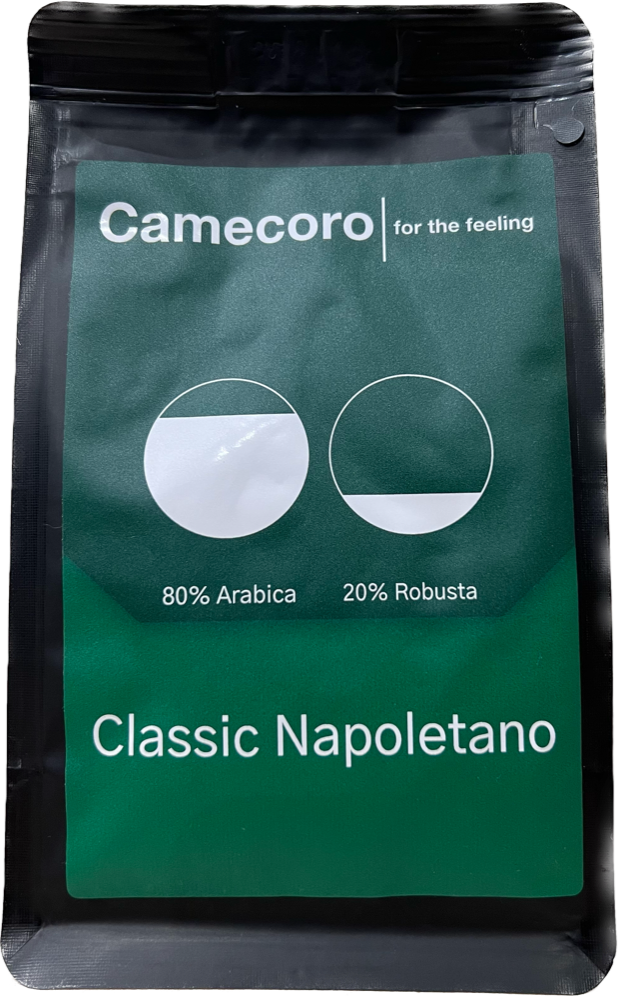 Camecoro | for the feeling
80% Arabica 20% Robusta
Classic Napoletano